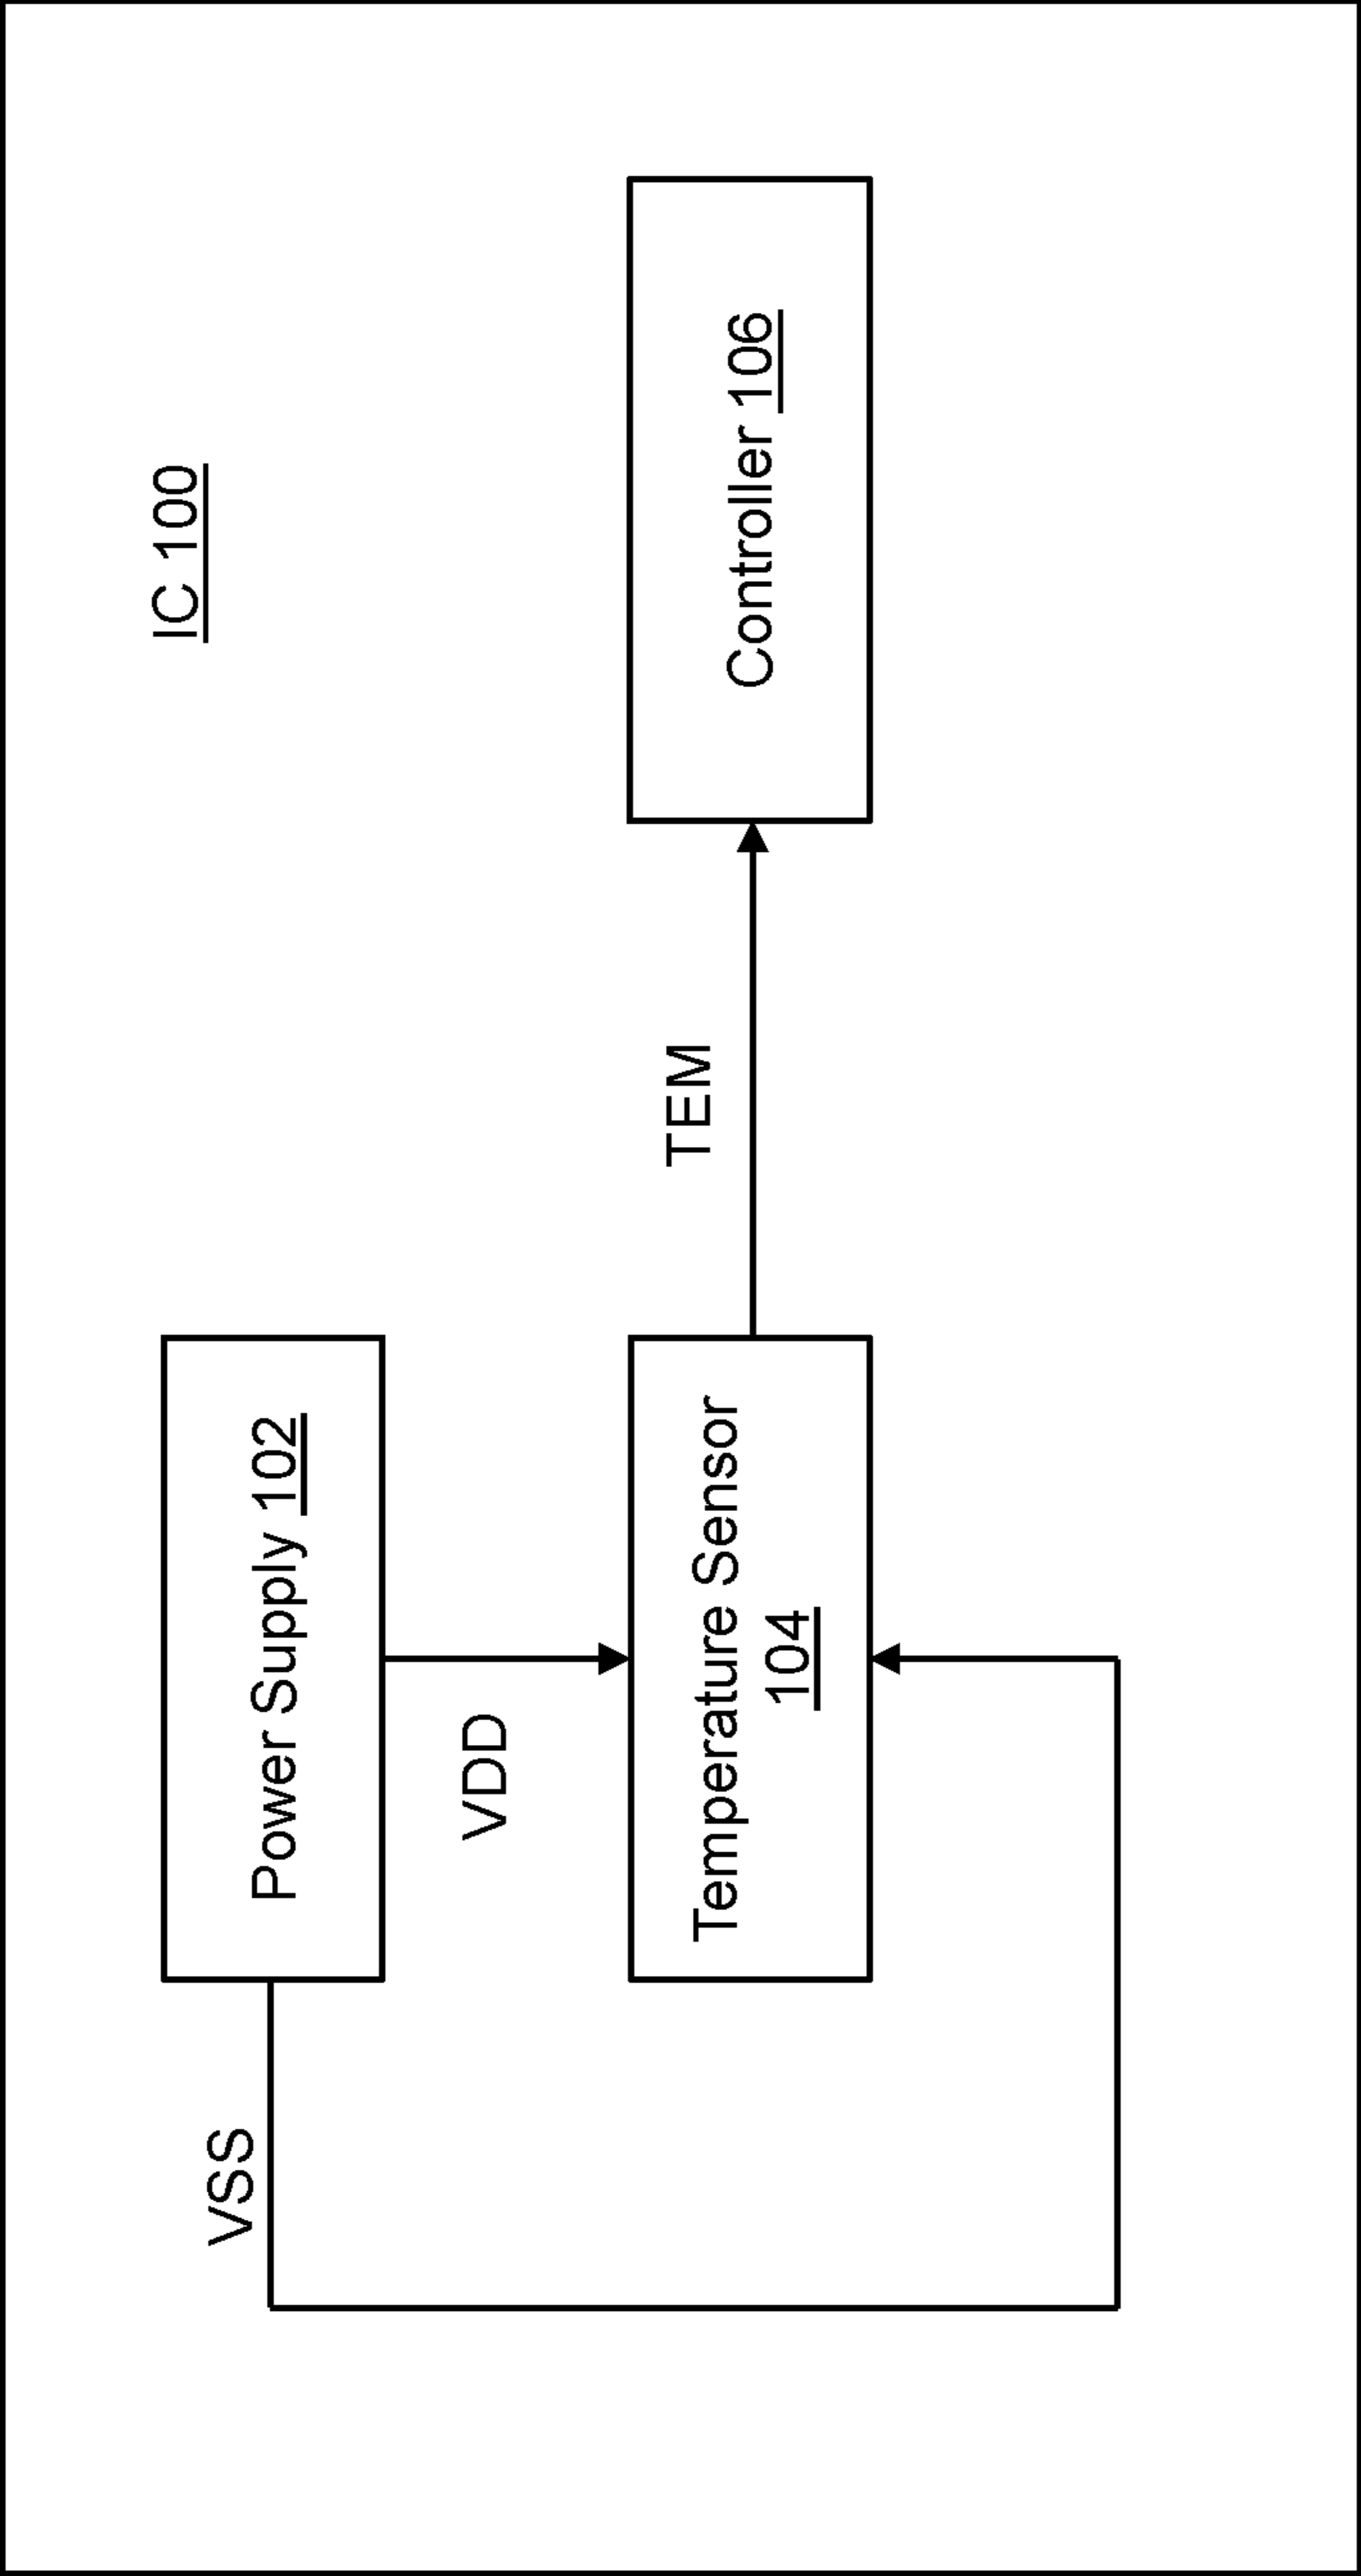 IC 100
VSS
Power Supply 102
VDD
TEM
Temperature Sensor
104
Controller 106